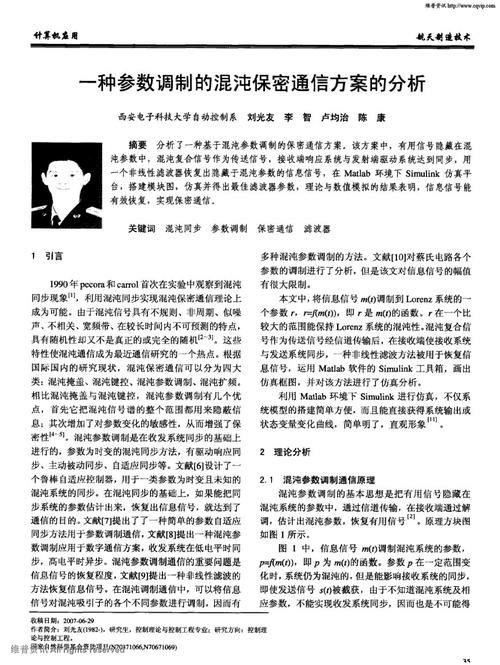 维普资讯 http://www.cqvip.com
计算机应用
航天制造技术
一种参数调制的混沌保密通信方案的分析
西安电子科技大学自动控制系 刘光友 李 智 卢均治 陈 康
摘要 分析了一种基于混沌参数调制的保密通信方案。该方案中，有用信号隐藏在混
沌参数中，混沌复合信号作为传送信号，接收端响应系统与发射端驱动系统达到同步，用
一个非线性滤波器恢复出隐藏于混沌参数的信息信号，在 Matlab 环境下 Simulink 仿真平
台，搭建模块图，仿真并得出最佳滤波器参数，理论与数值模拟的结果表明，信息信号能
有效恢复，实现保密通信。
关键词 混沌同步 参数调制 保密通信 滤波器
1 引言
1990 年 pecora 和 carrol 首次在实验中观察到混沌
同步现象[1]，利用混沌同步实现混沌保密通信理论上
成为可能。由于混沌信号具有不规则、非周期、似噪
声、不相关、宽频带、在较长时间内不可预测的特点，
具有随机性却又不是真正的或完全的随机[2~3]。这些
特性使混沌通信成为最近通信研究的一个热点。根据
国际国内的研究现状，混沌保密通信可以分为四大
类：混沌掩盖、混沌键控、混沌参数调制、混沌扩频。
相比混沌掩盖与混沌键控，混沌参数调制有几个优
点，首先它把混沌信号谱的整个范围都用来隐蔽信
息；其次增加了对参数变化的敏感性，从而增强了保
密性[4~5]。混沌参数调制是在收发系统同步的基础上
进行的，参数为时变的混沌同步方法，有驱动响应同
步、主动被动同步、自适应同步等。文献[6]设计了一
个鲁棒自适应控制器，用于一类参数为时变且未知的
混沌系统的同步。在混沌同步的基础上，如果能把同
步系统的参数估计出来，恢复出信息信号，就达到了
通信的目的。文献[7]提出了了一种简单的参数自适应
同步方法用于参数调制通信，文献[8]提出一种混沌参
数调制应用于数字通信方案，收发系统在低电平时同
步，高电平时异步。混沌参数调制通信的重要问题是
信息信号的恢复程度，文献[9]提出一种非线性滤波的
方法恢复信息信号。在混沌调制通信中，可以将信息
信号对混沌吸引子的各个不同参数进行调制，因而有
收稿日期：2007-06-29
作者简介：刘光友(1982-)，研究生，控制理论与控制工程专业；研究方向：控制理
论与控制工程。
国家自然科学基金资助项目(N70371066,N70671069)
维普资讯 All rights reserved
多种混沌参数调制的方法。文献[10]对蔡氏电路各个
参数的调制进行了分析，但是该文对信息信号的幅值
有很大限制。
本文中，将信息信号 m(t)调制到 Lorenz 系统的一
个参数 r，r=f(m(t))，即 r 是 m(t)的函数。r 在一个比
较大的范围能保持 Lorenz 系统的混沌性。混沌复合信
号作为传送信号经信道传输后，在接收端使接收系统
与发送系统同步，一种非线性滤波方法被用于恢复信
息信号，运用 Matlab 软件的 Simulink 工具箱，画出
仿真框图，并对该方法进行了仿真分析。
利用 Matlab 环境下 Simulink 进行仿真，不仅系
统模型的搭建简单方便，而且能直接获得系统输出或
状态变量变化曲线，简单明了，直观形象[11]。
2 理论分析
2.1 混沌参数调制通信原理
混沌参数调制的基本思想是把有用信号隐藏在
混沌系统的参数中，通过信道传输，在接收端通过解
调，估计出混沌参数，恢复有用信号[2]。原理方块图
如图 1 所示。
图 1 中，信息信号 m(t)调制混沌系统的参数，
p=f(m(t))，即 p 为 m(t)的函数。参数 p 在一定范围变
化时，系统仍为混沌的，但是能影响接收系统的同步，
即使发送信号 s(t)被截获，由于不知道混沌系统及相
应参数，不能实现收发系统同步，因而也是不可能得
35